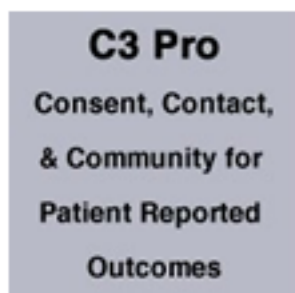 C3 Pro
Consent, Contact,
& Community for
Patient Reported
Outcomes